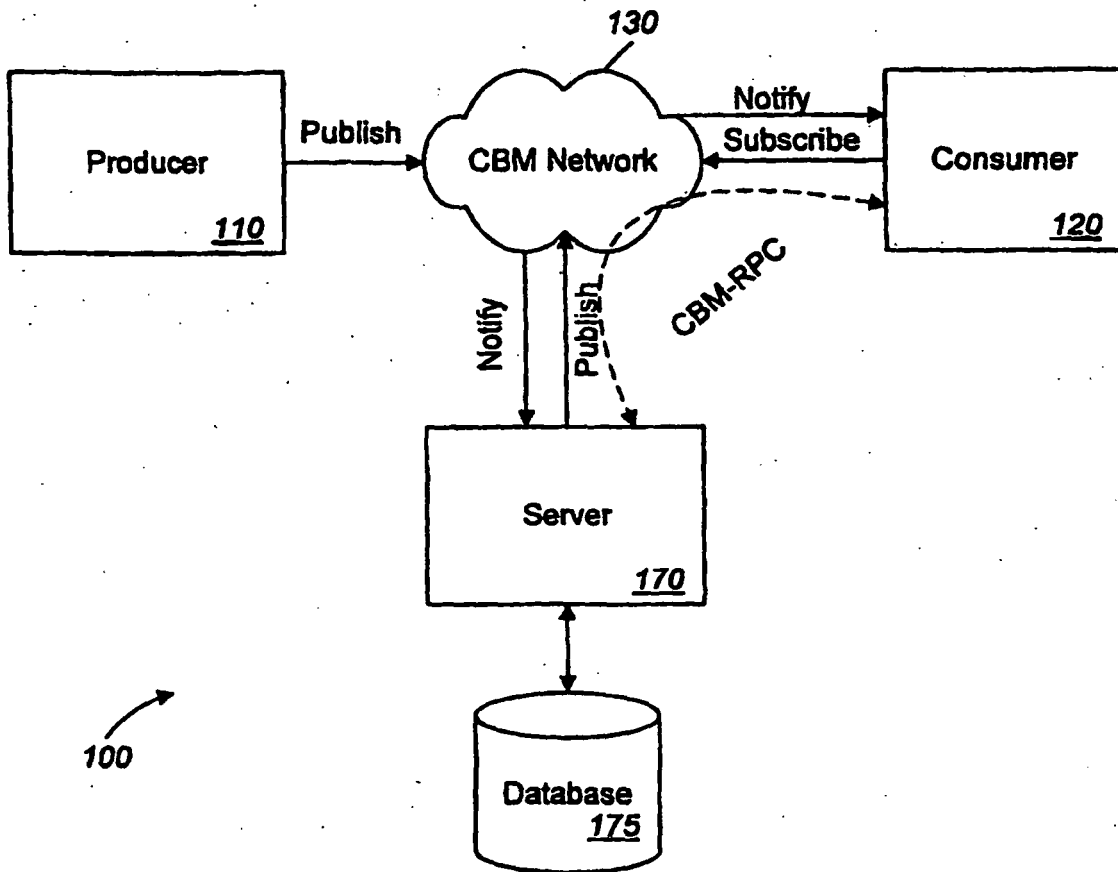 130
Producer
110
Publish
CBM Network
Notify
Subscribe
Consumer
120
CBM-RPC
Notify
Publish
Server
170
100
Database
175